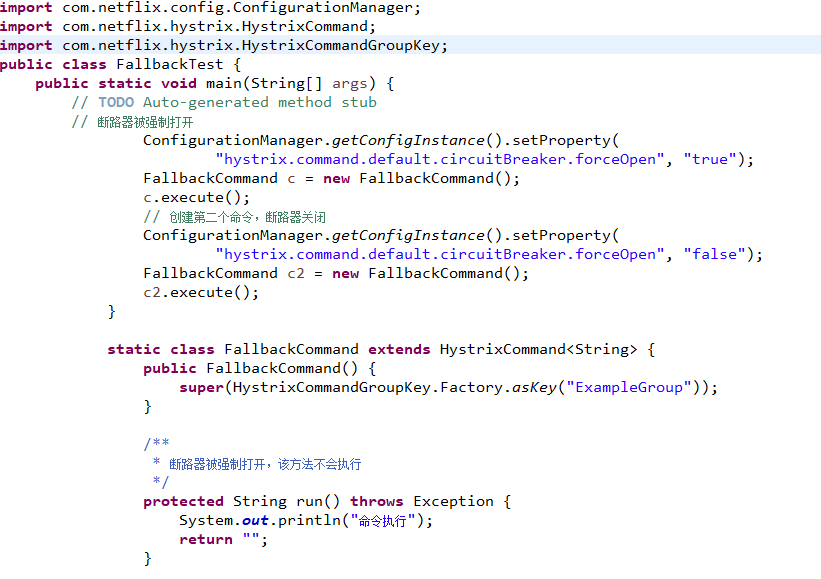 import com.netflix.config.ConfigurationManager;
import com.netflix.hystrix.HystrixCommand;
import com.netflix.hystrix.HystrixCommandGroupKey;
public class FallbackTest {
    public static void main(String[] args) {
        // TODO Auto-generated method stub
        // 断路器被强制打开
                ConfigurationManager.getConfigInstance().setProperty(
                        "hystrix.command.default.circuitBreaker.forceOpen", "true");
                FallbackCommand c = new FallbackCommand();
                c.execute();
                // 创建第二个命令，断路器关闭
                ConfigurationManager.getConfigInstance().setProperty(
                        "hystrix.command.default.circuitBreaker.forceOpen", "false");
                FallbackCommand c2 = new FallbackCommand();
                c2.execute();
            }

            static class FallbackCommand extends HystrixCommand<String> {
                public FallbackCommand() {
                    super(HystrixCommandGroupKey.Factory.asKey("ExampleGroup"));
                }

                /**
                 * 断路器被强制打开，该方法不会执行
                 */
                protected String run() throws Exception {
                    System.out.println("命令执行");
                    return "";
                }